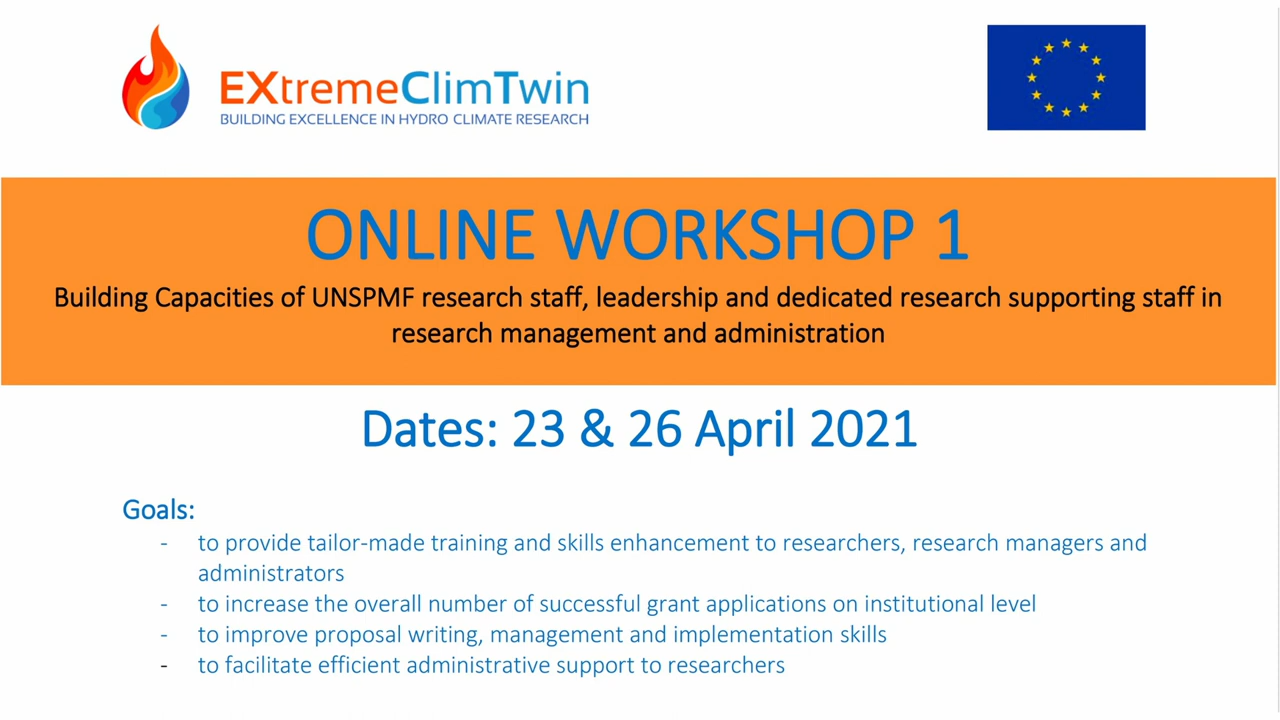 EXtremeClimTwin
BUILDING EXCELLENCE IN HYDRO CLIMATE RESEARCH
ONLINE WORKSHOP 1
Building Capacities of UNSPMF research staff, leadership and dedicated research supporting staff in
research management and administration
Dates: 23 & 26 April 2021
Goals:
- to provide tailor-made training and skills enhancement to researchers, research managers and
administrators
- to increase the overall number of successful grant applications on institutional level
- to improve proposal writing, management and implementation skills
- to facilitate efficient administrative support to researchers